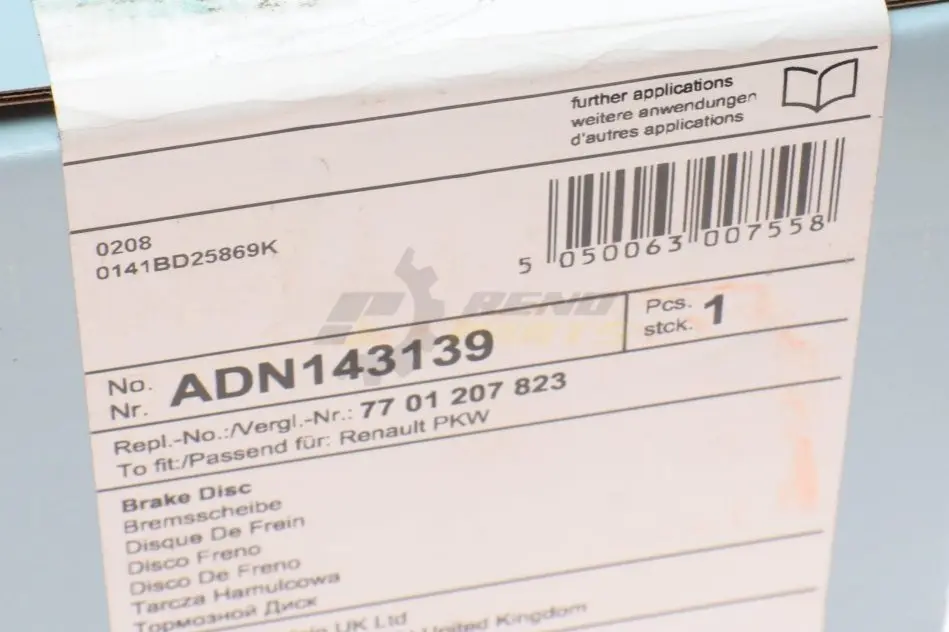 further applications
weitere anwendungen
d'autres applications
5 050063 007558
0208
0141BD25869K
Pcs. 1
stck.
No. ADN143139
Nr.
Repl.-No.:/Vergl.-Nr.: 77 01 207 823
To fit:/Passend für: Renault PKW
Brake Disc
Bremsscheibe
Disque De Frein
Disco Freno
Disco De Freno
Tarcza Hamulcowa
Тормозной Диск
UK Ltd
United Kingdom